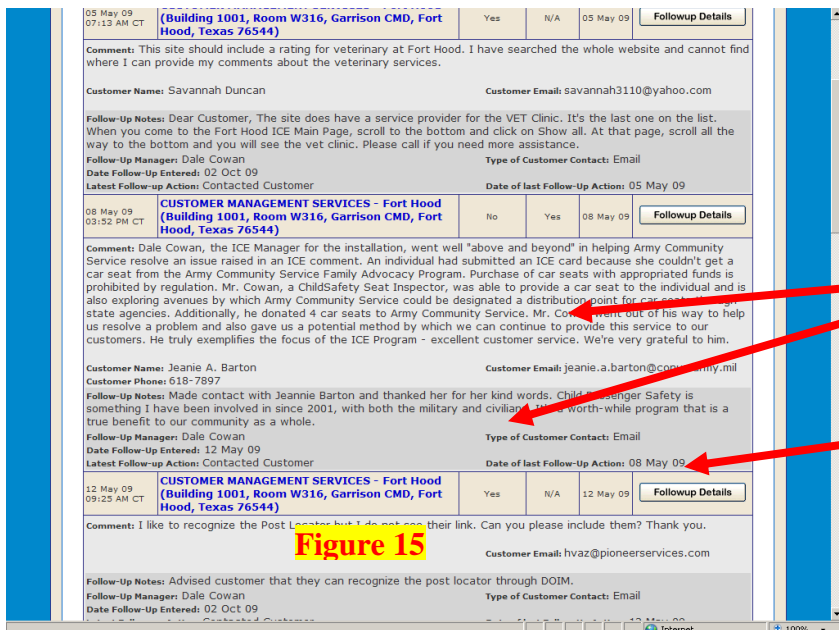 CUSTOMER MANAGEMENT SERVICES - Fort Hood
05 May 09 07:13 AM CT (Building 1001, Room W316, Garrison CMD, Fort Yes N/A 05 May 09 Followup Details
Hood, Texas 76544)
Comment: This site should include a rating for veterinary at Fort Hood. I have searched the whole website and cannot find
where I can provide my comments about the veterinary services.
Customer Name: Savannah Duncan Customer Email: savannah3110@yahoo.com
Follow-Up Notes: Dear Customer, The site does have a service provider for the VET Clinic. It's the last one on the list.
When you come to the Fort Hood ICE Main Page, scroll to the bottom and click on Show all. At that page, scroll all the
way to the bottom and you will see the vet clinic. Please call if you need more assistance.
Follow-Up Manager: Dale Cowan Type of Customer Contact: Email
Date Follow-Up Entered: 02 Oct 09
Latest Follow-up Action: Contacted Customer Date of last Follow-Up Action: 05 May 09
CUSTOMER MANAGEMENT SERVICES - Fort Hood
08 May 09 03:52 PM CT (Building 1001, Room W316, Garrison CMD, Fort No Yes 08 May 09 Followup Details
Hood, Texas 76544)
Comment: Dale Cowan, the ICE Manager for the installation, went well "above and beyond" in helping Army Community
Service resolve an issue raised in an ICE comment. An individual had submitted an ICE card because she couldn't get a
car seat from the Army Community Service Family Advocacy Program. Purchase of car seats with appropriated funds is
prohibited by regulation. Mr. Cowan, a ChildSafety Seat Inspector, was able to provide a car seat to the individual and is
also exploring avenues by which Army Community Service could be designated a distribution point for car seats through
state agencies. Additionally, he donated 4 car seats to Army Community Service. Mr. went out of his way to help
us resolve a problem and also gave us a potential method by which we can continue to provide this service to our
customers. He truly exemplifies the focus of the ICE Program - excellent customer service. We're very grateful to him.
Customer Name: Jeanie A. Barton Customer Email:
Customer Phone: 618-7897
Follow-Up Notes: Made contact with Jeannie Barton and thanked her for her kind words. Child Passenger Safety is
something I have been involved in since 2001, with both the military and worth-while program that is a
true benefit to our community as a whole.
Follow-Up Manager: Dale Cowan Type of Customer Contact: Email
Date Follow-Up Entered: 12 May 09
Latest Follow-up Action: Contacted Customer Date of last Follow-Up Action: 08 May 09
CUSTOMER MANAGEMENT SERVICES - Fort Hood
12 May 09 09:25 AM CT (Building 1001, Room W316, Garrison CMD, Fort Yes N/A 12 May 09 Followup Details
Hood, Texas 76544)
Comment: I like to recognize the Post Locator but I do not see their link. Can you please include them? Thank you.
Figure 15
Customer Email: hvaz@pioneerservices.com
Follow-Up Notes: Advised customer that they can recognize the post locator through DOIM.
Follow-Up Manager: Dale Cowan Type of Customer Contact: Email
Date Follow-Up Entered: 02 Oct 09
Internet 100%